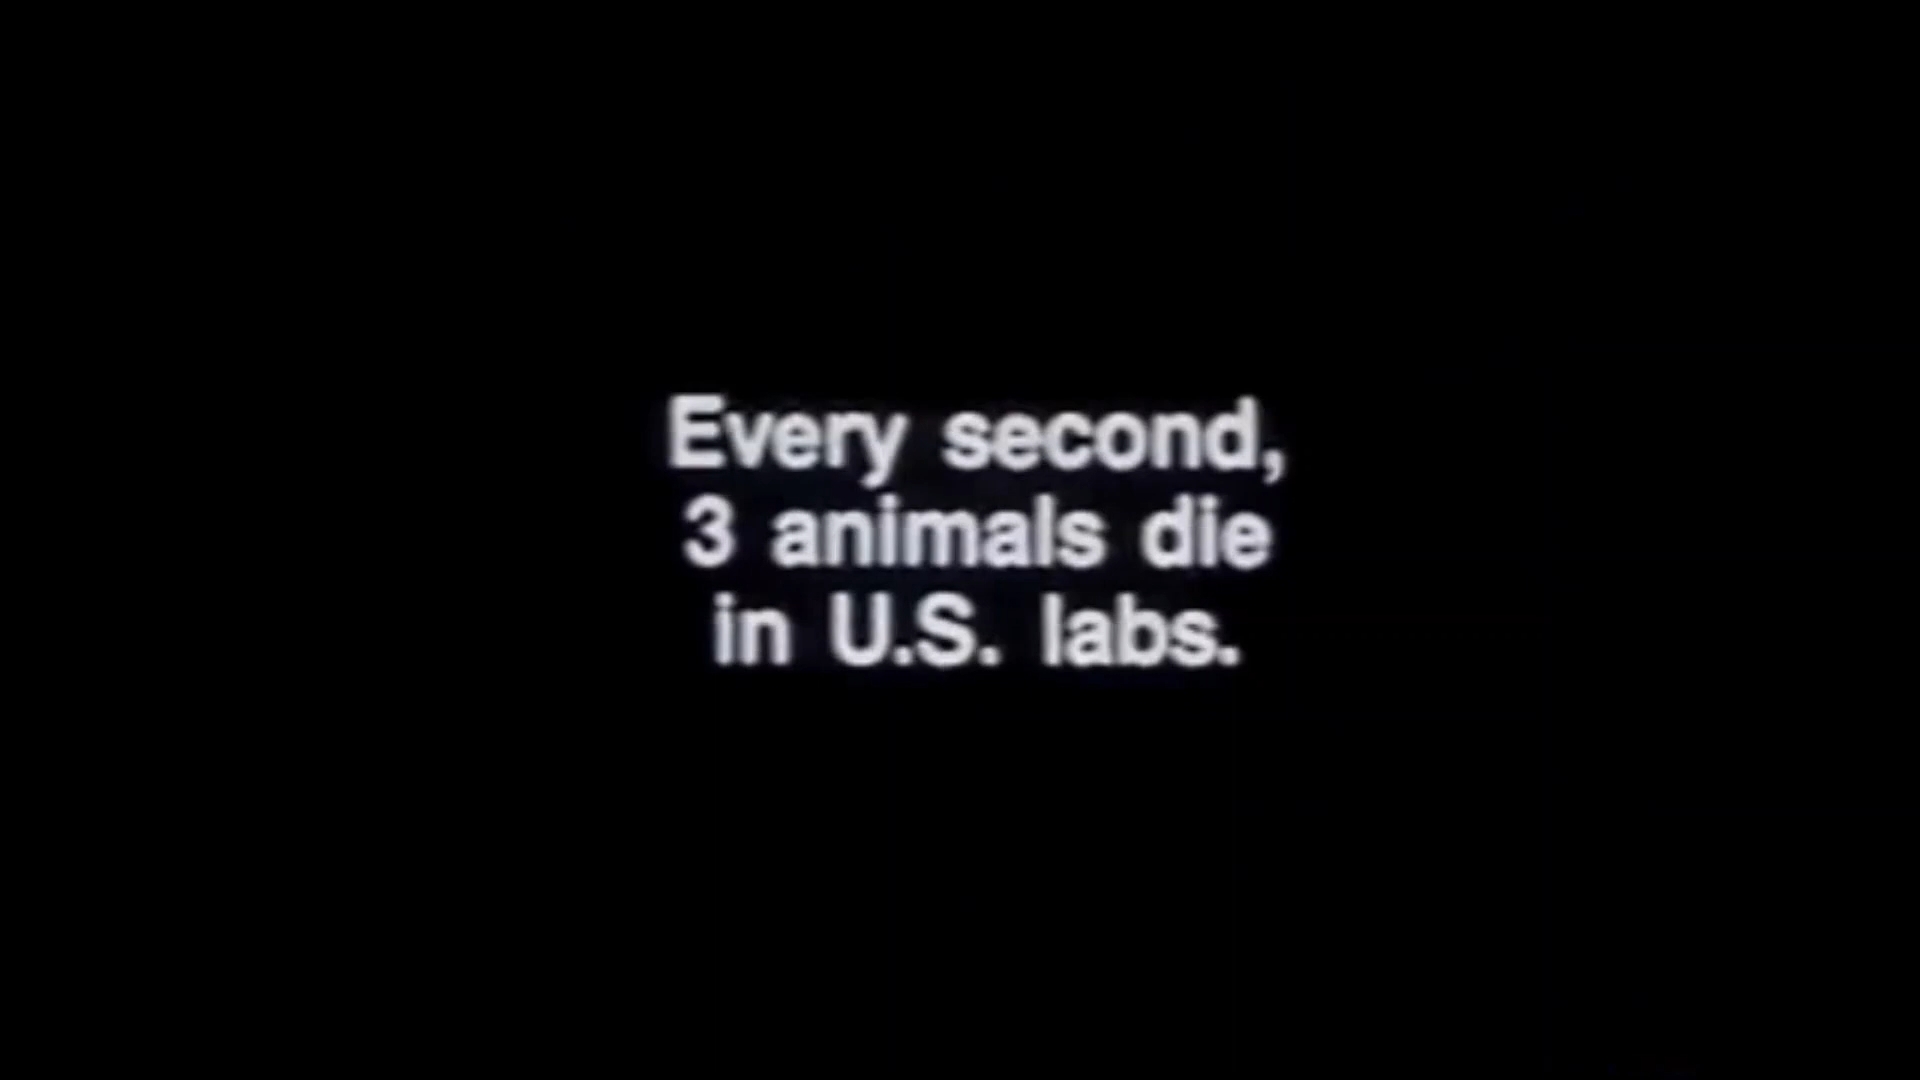 Every second,
3 animals die
in U.S. labs.